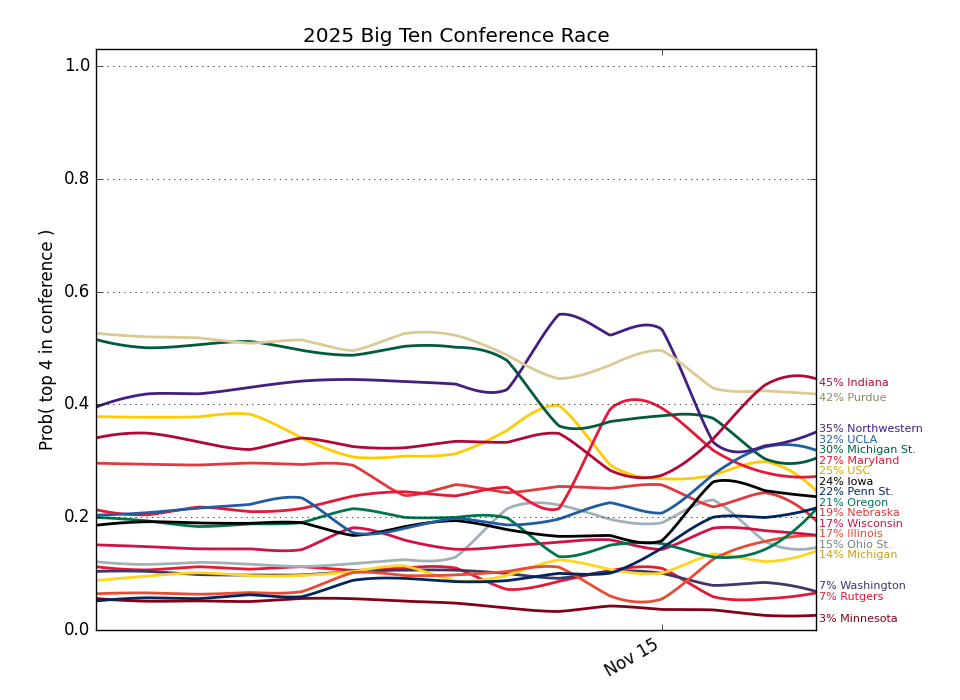 2025 Big Ten Conference Race
1.0
0.8
0.6
0.4
0.2
0.0
Prob( top 4 in conference )
Nov 15
45% Indiana
42% Purdue
35% Northwestern
32% UCLA
30% Michigan St.
27% Maryland
25% USC
24% Iowa
22% Penn St.
21% Oregon
19% Nebraska
17% Wisconsin
17% Illinois
15% Ohio St.
14% Michigan
7% Washington
7% Rutgers
3% Minnesota